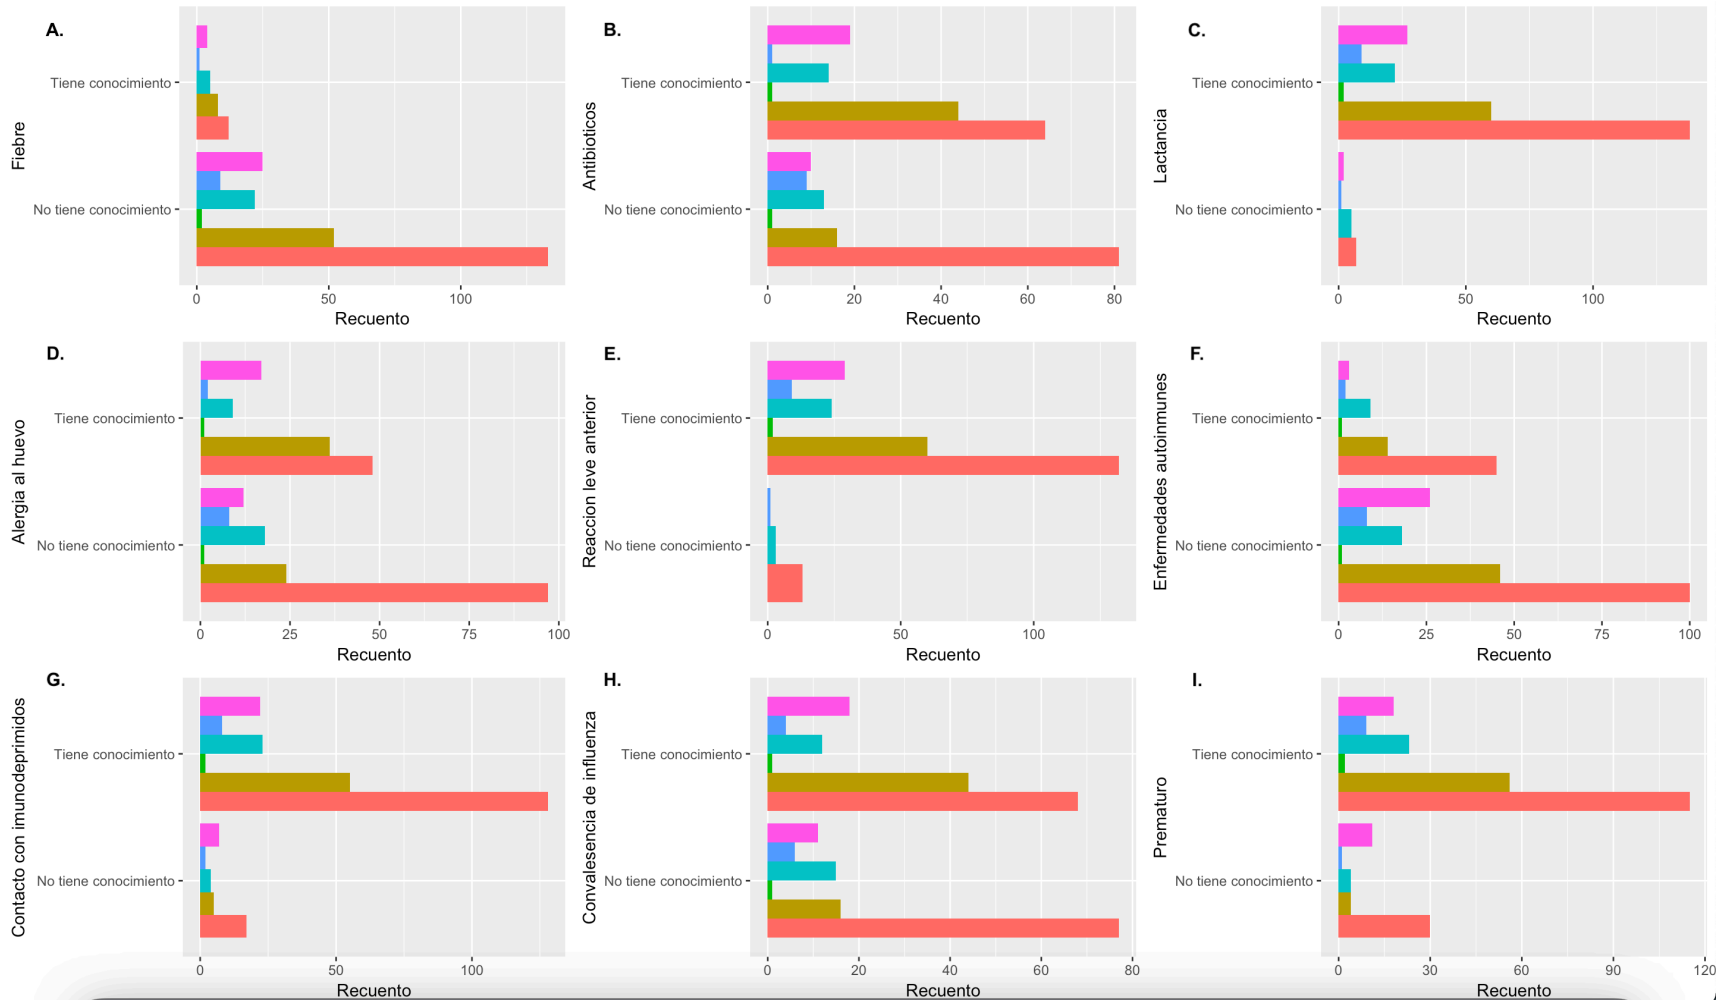 A.
Fiebre
Tiene conocimiento
No tiene conocimiento
0 50 100
Recuento
B.
Antibioticos
Tiene conocimiento
No tiene conocimiento
0 20 40 60 80
Recuento
C.
Lactancia
Tiene conocimiento
No tiene conocimiento
0 50 100
Recuento
D.
Alergia al huevo
Tiene conocimiento
No tiene conocimiento
0 25 50 75 100
Recuento
E.
Reaccion leve anterior
Tiene conocimiento
No tiene conocimiento
0 50 100
Recuento
F.
Enfermedades autoinmunes
Tiene conocimiento
No tiene conocimiento
0 25 50 75 100
Recuento
G.
Contacto con imunodeprimidos
Tiene conocimiento
No tiene conocimiento
0 50 100
Recuento
H.
Convalesencia de influenza
Tiene conocimiento
No tiene conocimiento
0 20 40 60 80
Recuento
I.
Prematuro
Tiene conocimiento
No tiene conocimiento
0 30 60 90 120
Recuento